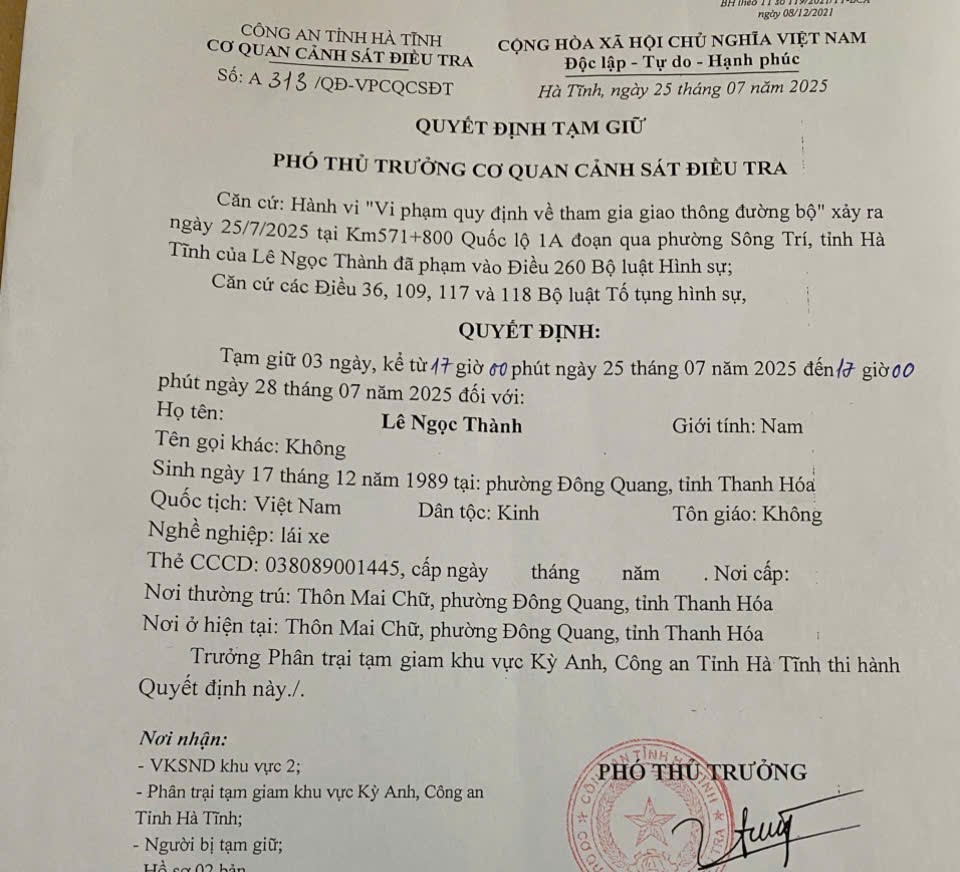 BH theo TT số 119/2021/TT-BCA
ngày 08/12/2021
CÔNG AN TỈNH HÀ TĨNH
CƠ QUAN CẢNH SÁT ĐIỀU TRA
Số: A 313 /QĐ-VPCQCSĐT
CỘNG HÒA XÃ HỘI CHỦ NGHĨA VIỆT NAM
Độc lập - Tự do - Hạnh phúc
Hà Tĩnh, ngày 25 tháng 07 năm 2025
QUYẾT ĐỊNH TẠM GIỮ
PHÓ THỦ TRƯỞNG CƠ QUAN CẢNH SÁT ĐIỀU TRA
Căn cứ: Hành vi "Vi phạm quy định về tham gia giao thông đường bộ" xảy ra
ngày 25/7/2025 tại Km571+800 Quốc lộ 1A đoạn qua phường Sông Trí, tỉnh Hà
Tĩnh của Lê Ngọc Thành đã phạm vào Điều 260 Bộ luật Hình sự;
Căn cứ các Điều 36, 109, 117 và 118 Bộ luật Tố tụng hình sự,
QUYẾT ĐỊNH:
Tạm giữ 03 ngày, kể từ 17 giờ 00 phút ngày 25 tháng 07 năm 2025 đến 17 giờ 00
phút ngày 28 tháng 07 năm 2025 đối với:
Họ tên: Lê Ngọc Thành Giới tính: Nam
Tên gọi khác: Không
Sinh ngày 17 tháng 12 năm 1989 tại: phường Đông Quang, tỉnh Thanh Hóa
Quốc tịch: Việt Nam Dân tộc: Kinh Tôn giáo: Không
Nghề nghiệp: lái xe
Thẻ CCCD: 038089001445, cấp ngày tháng năm . Nơi cấp:
Nơi thường trú: Thôn Mai Chữ, phường Đông Quang, tỉnh Thanh Hóa
Nơi ở hiện tại: Thôn Mai Chữ, phường Đông Quang, tỉnh Thanh Hóa
Trưởng Phân trại tạm giam khu vực Kỳ Anh, Công an Tỉnh Hà Tĩnh thi hành
Quyết định này./.
Nơi nhận:
- VKSND khu vực 2;
- Phân trại tạm giam khu vực Kỳ Anh, Công an
Tỉnh Hà Tĩnh;
- Người bị tạm giữ;
Hồ sơ 02 bản
PHÓ THỦ TRƯỞNG